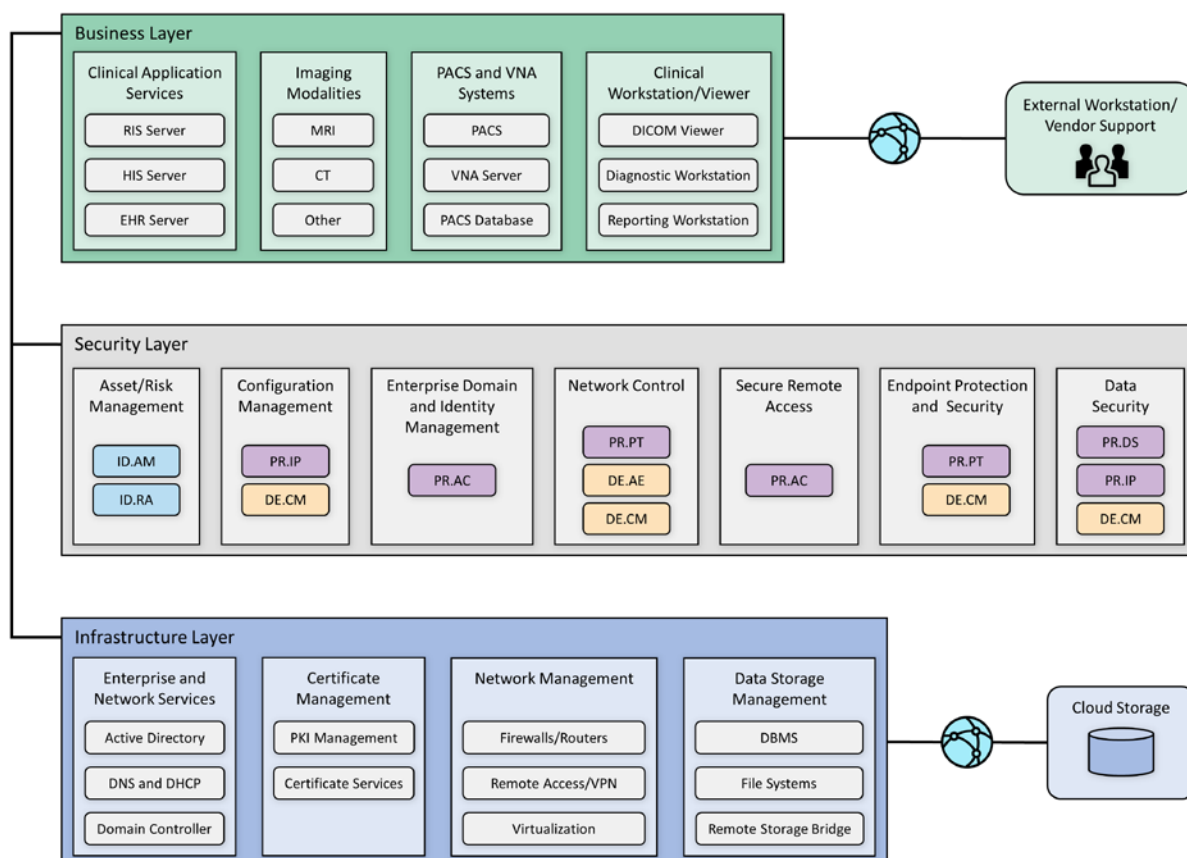 Business Layer
Clinical Application
Services
RIS Server
HIS Server
EHR Server
Imaging
Modalities
MRI
CT
Other
PACS and VNA
Systems
PACS
VNA Server
PACS Database
Clinical
Workstation/Viewer
DICOM Viewer
Diagnostic Workstation
Reporting Workstation
External Workstation/
Vendor Support
Security Layer
Asset/Risk
Management
ID.AM
ID.RA
Configuration
Management
PR.IP
DE.CM
Enterprise Domain
and Identity
Management
PR.AC
Network Control
PR.PT
DE.AE
DE.CM
Secure Remote
Access
PR.AC
Endpoint Protection
and Security
PR.PT
DE.CM
Data
Security
PR.DS
PR.IP
DE.CM
Infrastructure Layer
Enterprise and
Network Services
Active Directory
DNS and DHCP
Domain Controller
Certificate
Management
PKI Management
Certificate Services
Network Management
Firewalls/Routers
Remote Access/VPN
Virtualization
Data Storage
Management
DBMS
File Systems
Remote Storage Bridge
Cloud Storage